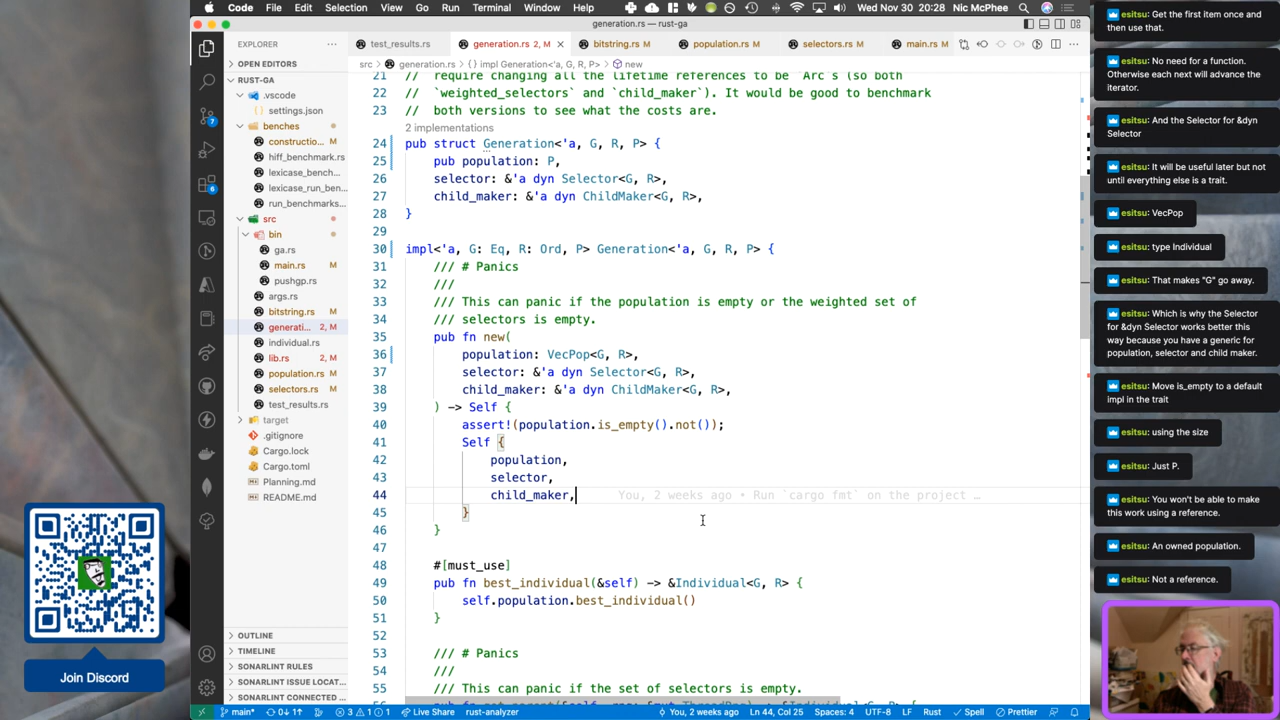 Code File Edit Selection View Go Run Terminal Window Help
Wed Nov 30 20:28 Nic McPhee
generation.rs — rust-ga
EXPLORER
test_results.rs
generation.rs 2, M
bitstring.rs M
population.rs M
selectors.rs M
main.rs M
src > generation.rs > {} impl Generation<'a, G, R, P> > new
OPEN EDITORS
RUST-GA
.vscode
settings.json
benches
constructio... M
hiff_benchmark.rs
lexicase_bench...
lexicase_run_ben...
run_benchmarks...
src
bin
ga.rs
main.rs M
pushgp.rs
args.rs
bitstring.rs M
generati... 2, M
individual.rs
lib.rs 2, M
population.rs M
selectors.rs M
test_results.rs
target
.gitignore
Cargo.lock
Cargo.toml
Planning.md
README.md
OUTLINE
TIMELINE
SONARLINT RULES
SONARLINT ISSUE LOCAT...
SONARLINT CONNECTED ...
21 // require changing all the lifetime references to be `Arc`s (so both
22 // `weighted_selectors` and `child_maker`). It would be good to benchmark
23 // both versions to see what the costs are.
2 implementations
24 pub struct Generation<'a, G, R, P> {
25 pub population: P,
26 selector: &'a dyn Selector<G, R>,
27 child_maker: &'a dyn ChildMaker<G, R>,
28 }
29
30 impl<'a, G: Eq, R: Ord, P> Generation<'a, G, R, P> {
31 /// # Panics
32 ///
33 /// This can panic if the population is empty or the weighted set of
34 /// selectors is empty.
35 pub fn new(
36 population: VecPop<G, R>,
37 selector: &'a dyn Selector<G, R>,
38 child_maker: &'a dyn ChildMaker<G, R>,
39 ) -> Self {
40 assert!(population.is_empty().not());
41 Self {
42 population,
43 selector,
44 child_maker, You, 2 weeks ago • Run `cargo fmt` on the project …
45 }
46 }
47
48 #[must_use]
49 pub fn best_individual(&self) -> &Individual<G, R> {
50 self.population.best_individual()
51 }
52
53 /// # Panics
54 ///
55 /// This can panic if the set of selectors is empty.
main* 0↓ 1↑ 3 1 1 Live Share rust-analyzer You, 2 weeks ago Ln 44, Col 25 Spaces: 4 UTF-8 LF Rust Spell Prettier
esitsu: Get the first item once and
then use that.
esitsu: No need for a function.
Otherwise each next will advance the
iterator.
esitsu: And the Selector for &dyn
Selector
esitsu: It will be useful later but not
until everything else is a trait.
esitsu: VecPop
esitsu: type Individual
esitsu: That makes "G" go away.
esitsu: Which is why the Selector
for &dyn Selector works better this
way because you have a generic for
population, selector and child maker.
esitsu: Move is_empty to a default
impl in the trait
esitsu: using the size
esitsu: Just P.
esitsu: You won't be able to make
this work using a reference.
esitsu: An owned population.
esitsu: Not a reference.
Join Discord